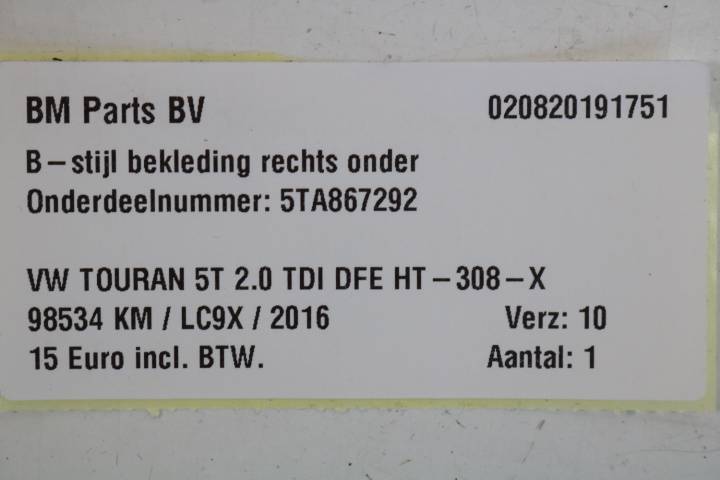 BM Parts BV 020820191751
B-stijl bekleding rechts onder
Onderdeelnummer: 5TA867292
VW TOURAN 5T 2.0 TDI DFE HT-308-X
98534 KM / LC9X / 2016 Verz: 10
15 Euro incl. BTW. Aantal: 1